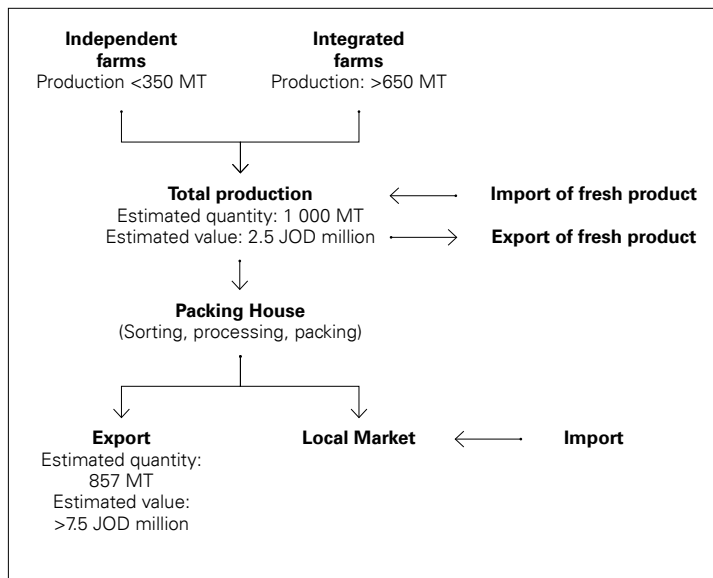 Independent
farms
Production <350 MT
Integrated
farms
Production: >650 MT
Total production
Estimated quantity: 1 000 MT
Estimated value: 2.5 JOD million
Import of fresh product
Export of fresh product
Packing House
(Sorting, processing, packing)
Export
Estimated quantity:
857 MT
Estimated value:
>7.5 JOD million
Local Market
Import